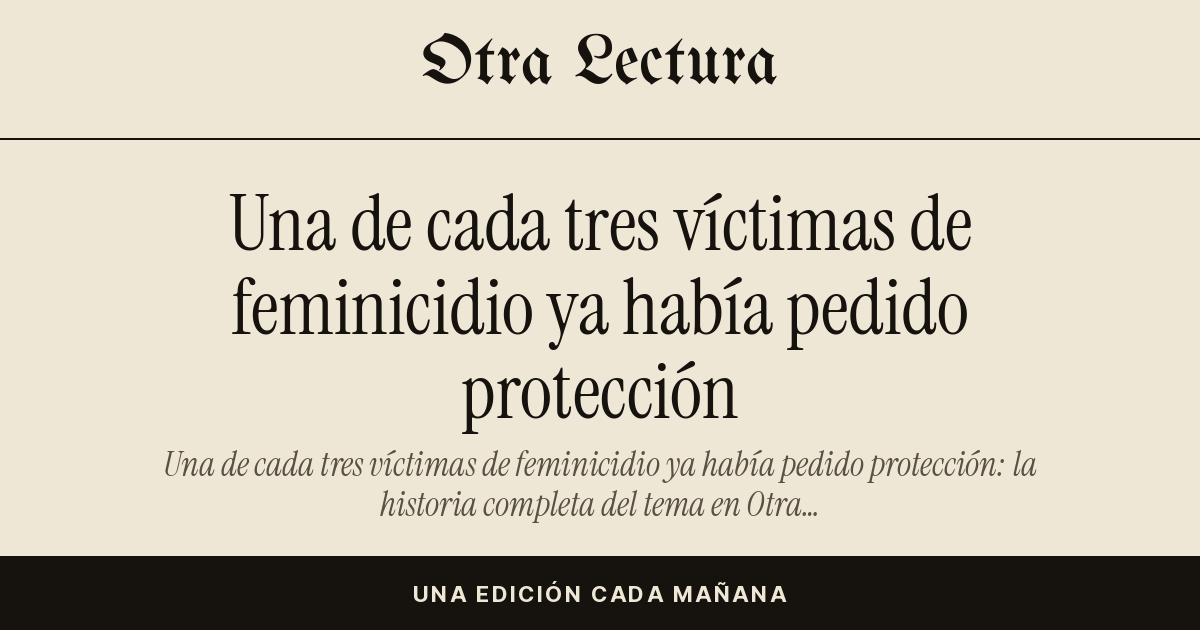 Otra Lectura
Una de cada tres víctimas de
feminicidio ya había pedido
protección
Una de cada tres víctimas de feminicidio ya había pedido protección: la
historia completa del tema en Otra...
UNA EDICIÓN CADA MAÑANA